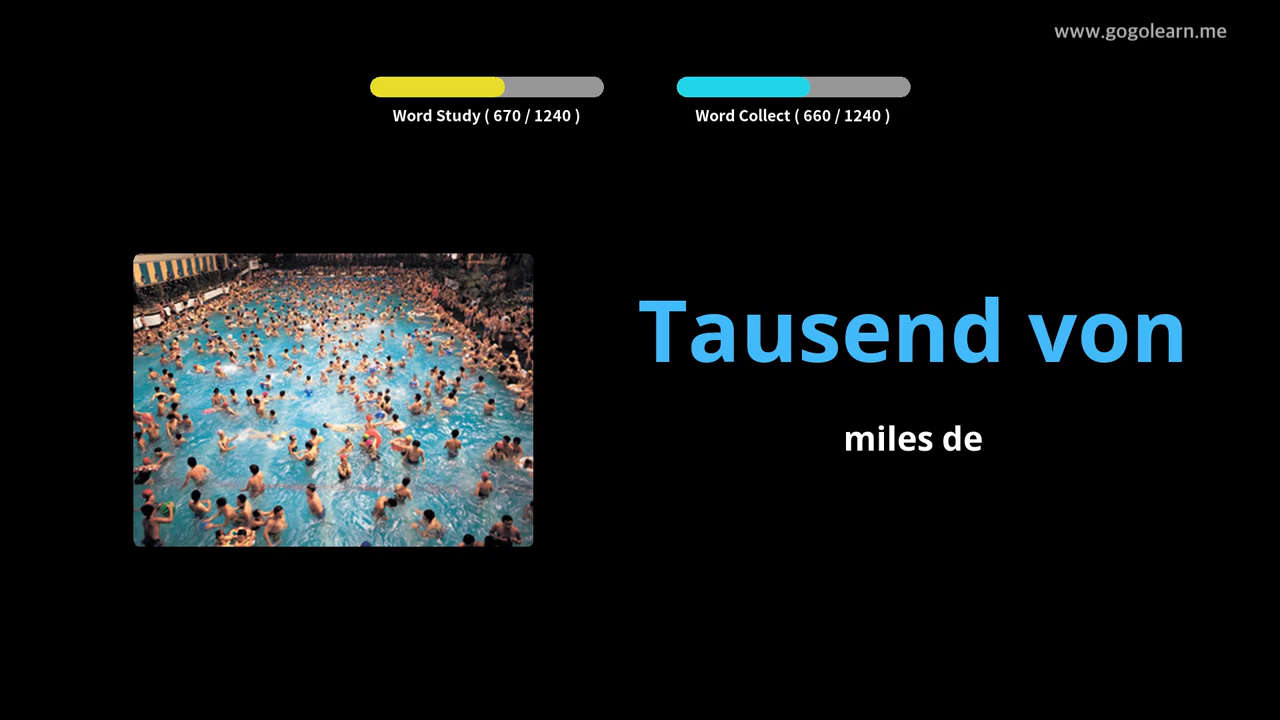 www.gogolearn.me
Word Study ( 670 / 1240 )
Word Collect ( 660 / 1240 )
Tausend von
miles de